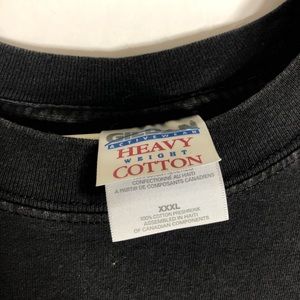 GILDAN
ACTIVEWEAR
HEAVY
WEIGHT
COTTON
CONFECTIONNÉ AU HAITI
A PARTIR DE COMPOSANTS CANADIENS
XXXL
100% COTTON PRESHRUNK
ASSEMBLED IN HAITI
OF CANADIAN COMPONENTS